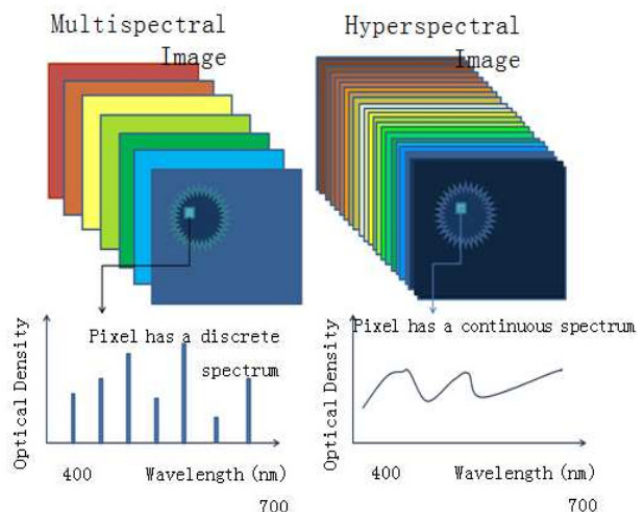 Multispectral
Image
Hyperspectral
Image
Optical Density
Pixel has a discrete
spectrum
400
Wavelength (nm)
700
Optical Density
Pixel has a continuous spectrum
400
Wavelength (nm)
700